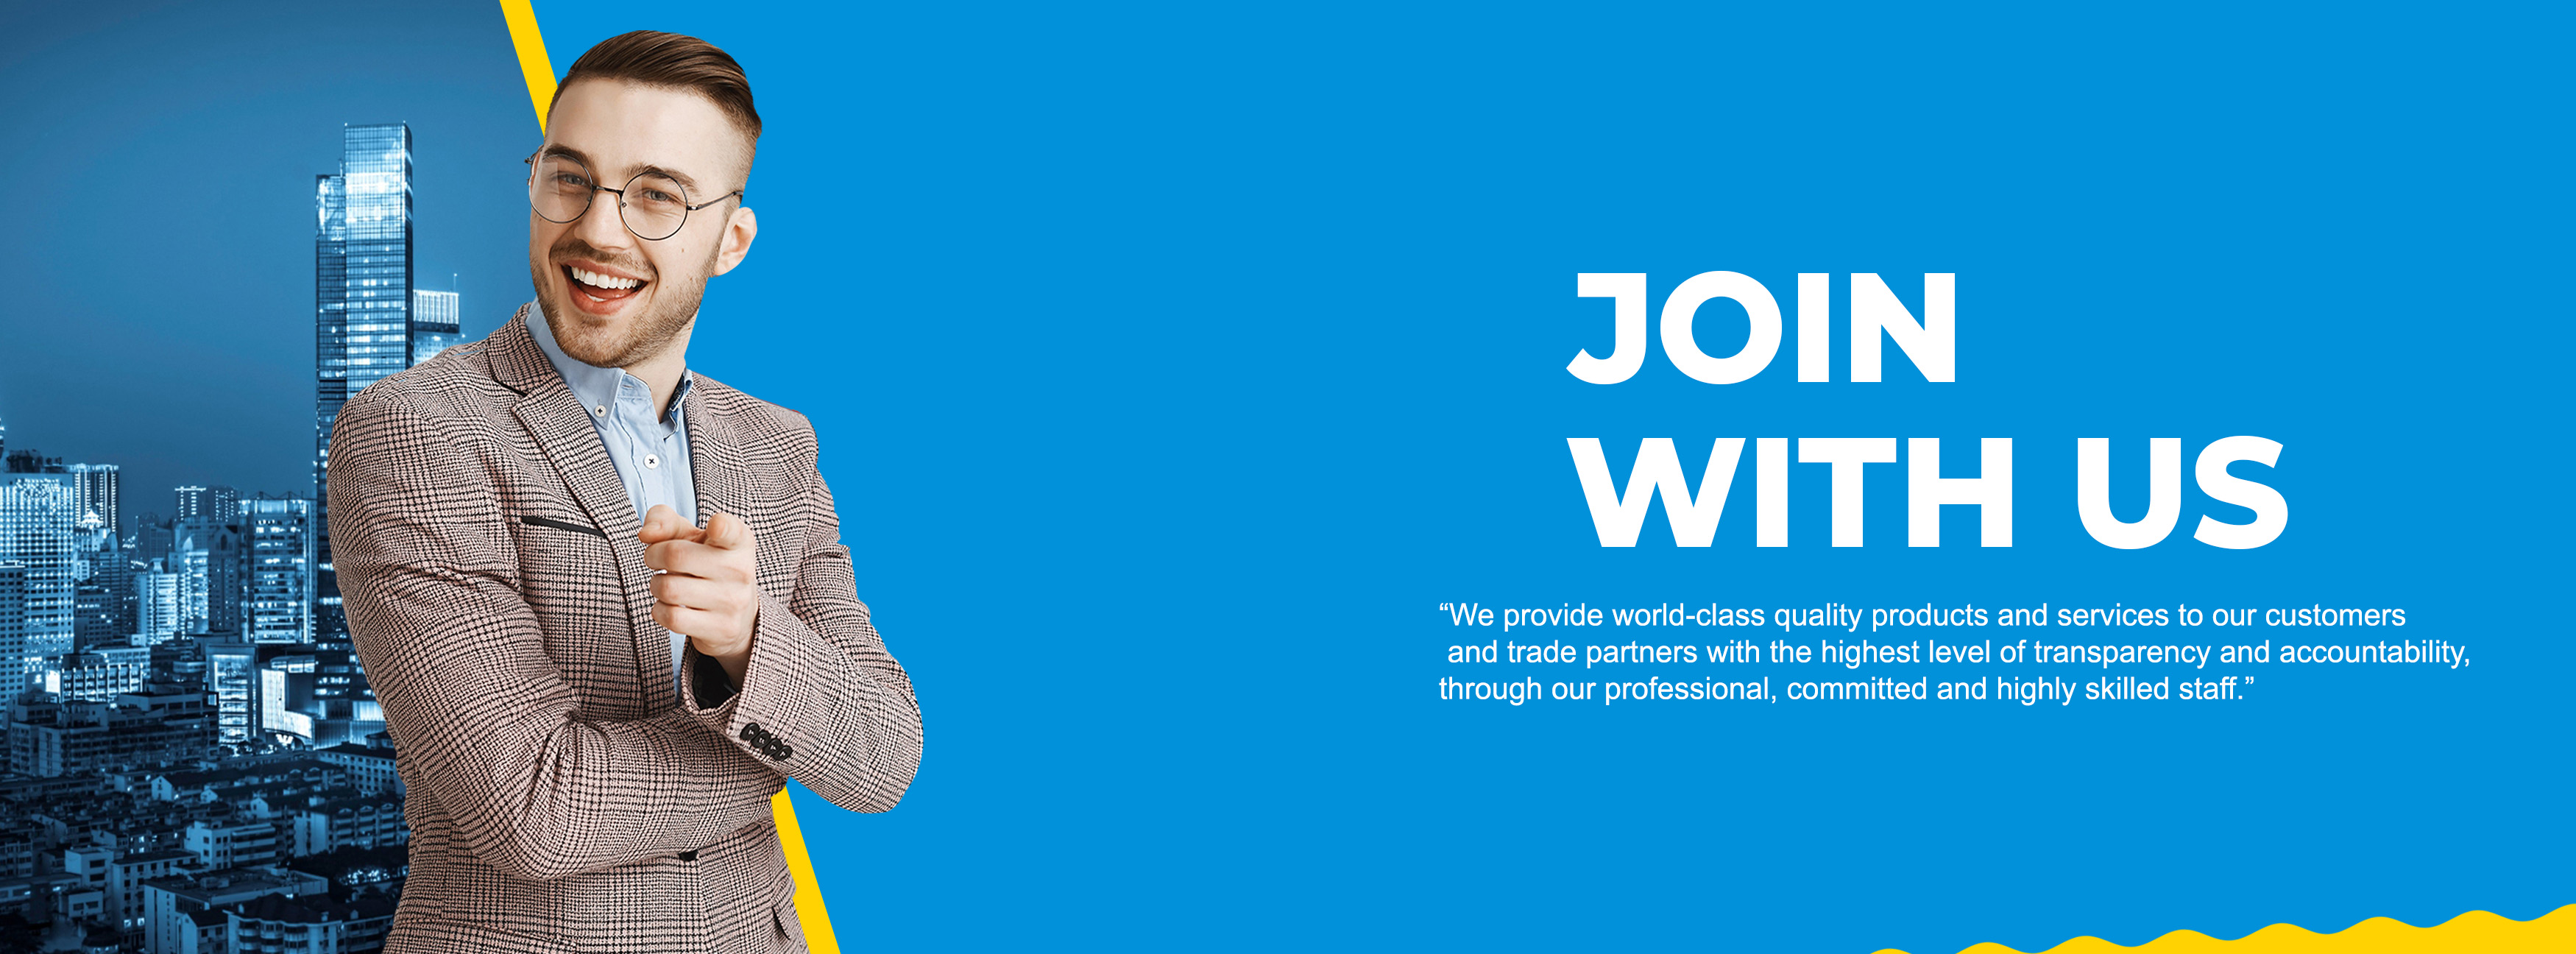 JOIN
WITH US
“We provide world-class quality products and services to our customers
and trade partners with the highest level of transparency and accountability,
through our professional, committed and highly skilled staff.”